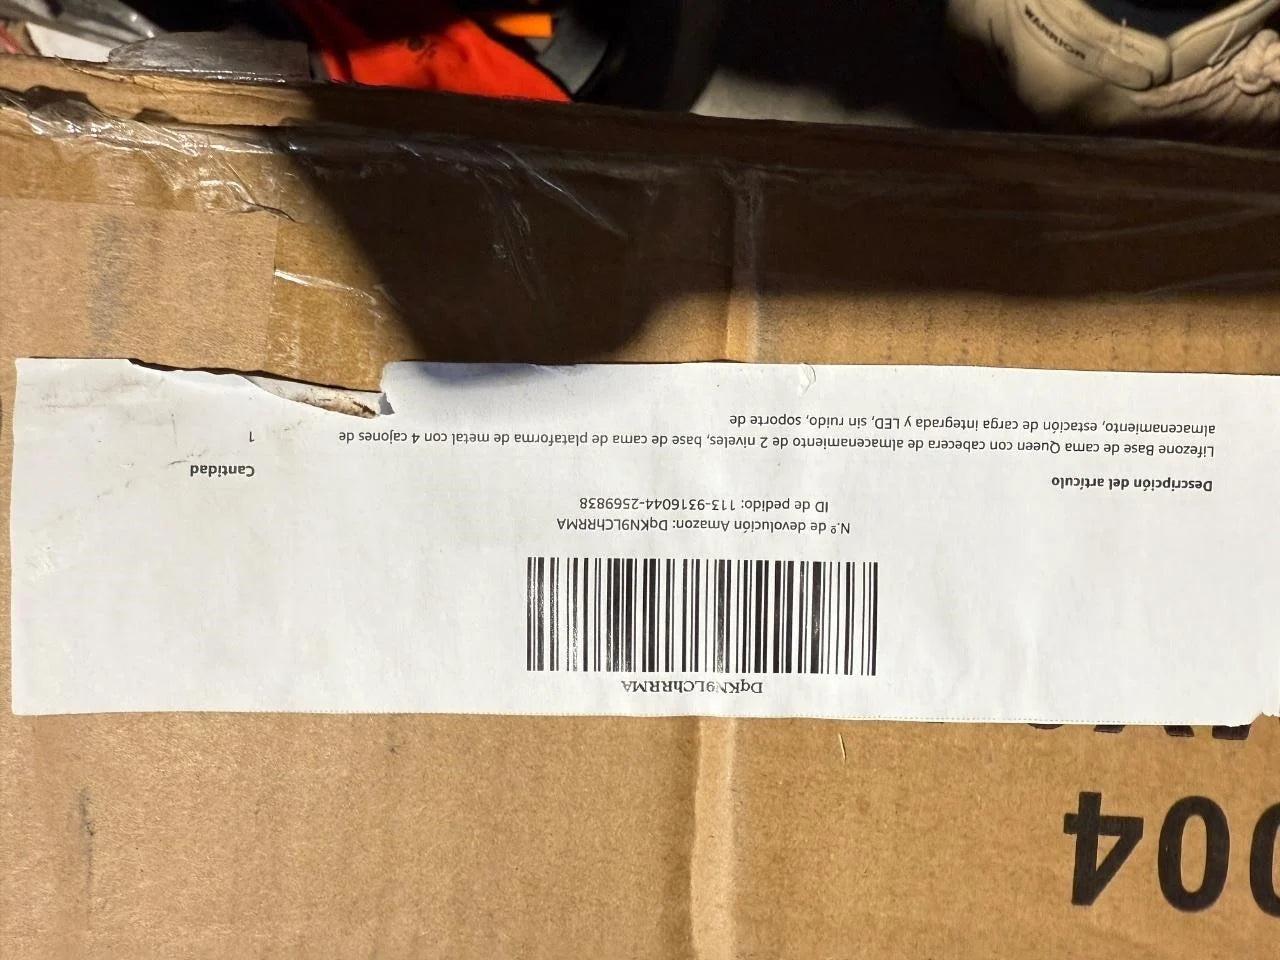 WARRIOR
DqKN9LChRRMA
N.º de devolución Amazon: DqKN9LChRRMA
ID de pedido: 113-9316044-2569838
Descripción del artículo
Cantidad
Lifezone Base de cama Queen con cabecera de almacenamiento de 2 niveles, base de cama de plataforma de metal con 4 cajones de
1
almacenamiento, estación de carga integrada y LED, sin ruido, soporte de
004